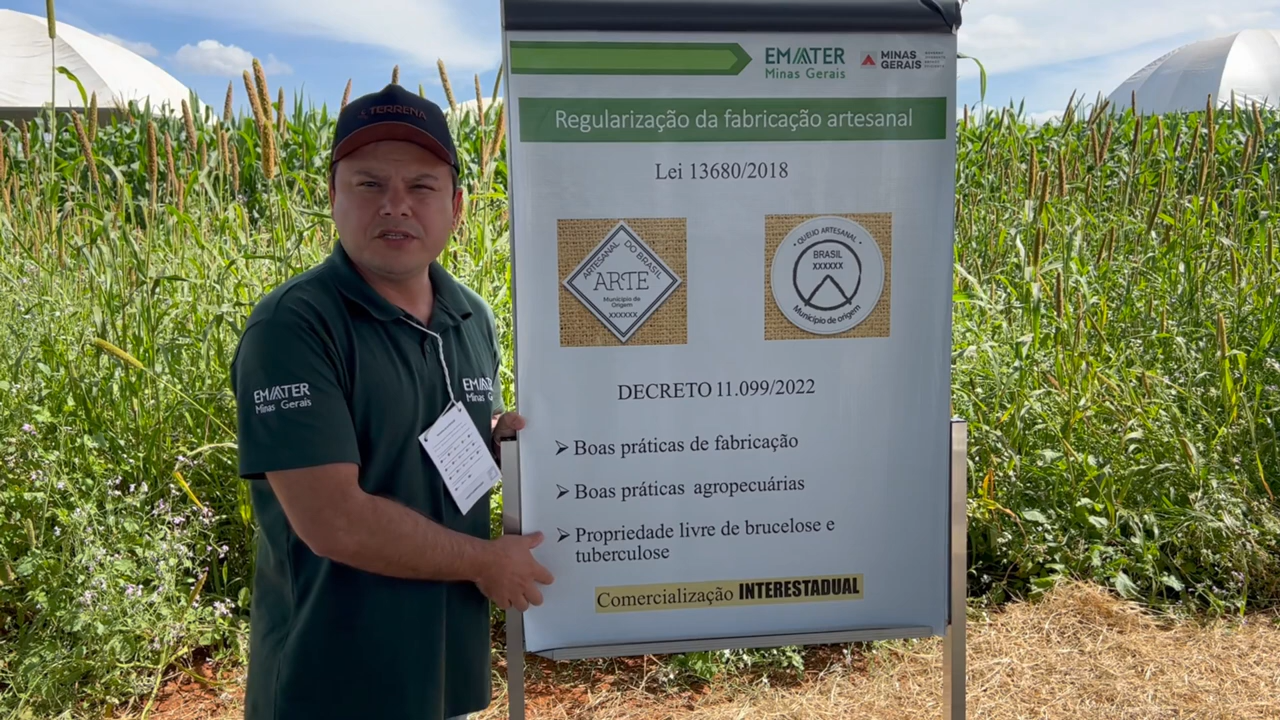 TERRENA
EMATER
Minas Gerais
EMATER
Minas G
EMATER
Minas Gerais
MINAS
GERAIS
Regularização da fabricação artesanal
Lei 13680/2018
ARTESANAL DO BRASIL
ARTE
Município de
Origem
XXXXXX
• QUEIJO ARTESANAL •
BRASIL
XXXXXX
Município de origem
DECRETO 11.099/2022
➢ Boas práticas de fabricação
➢ Boas práticas agropecuárias
➢ Propriedade livre de brucelose e
tuberculose
Comercialização INTERESTADUAL